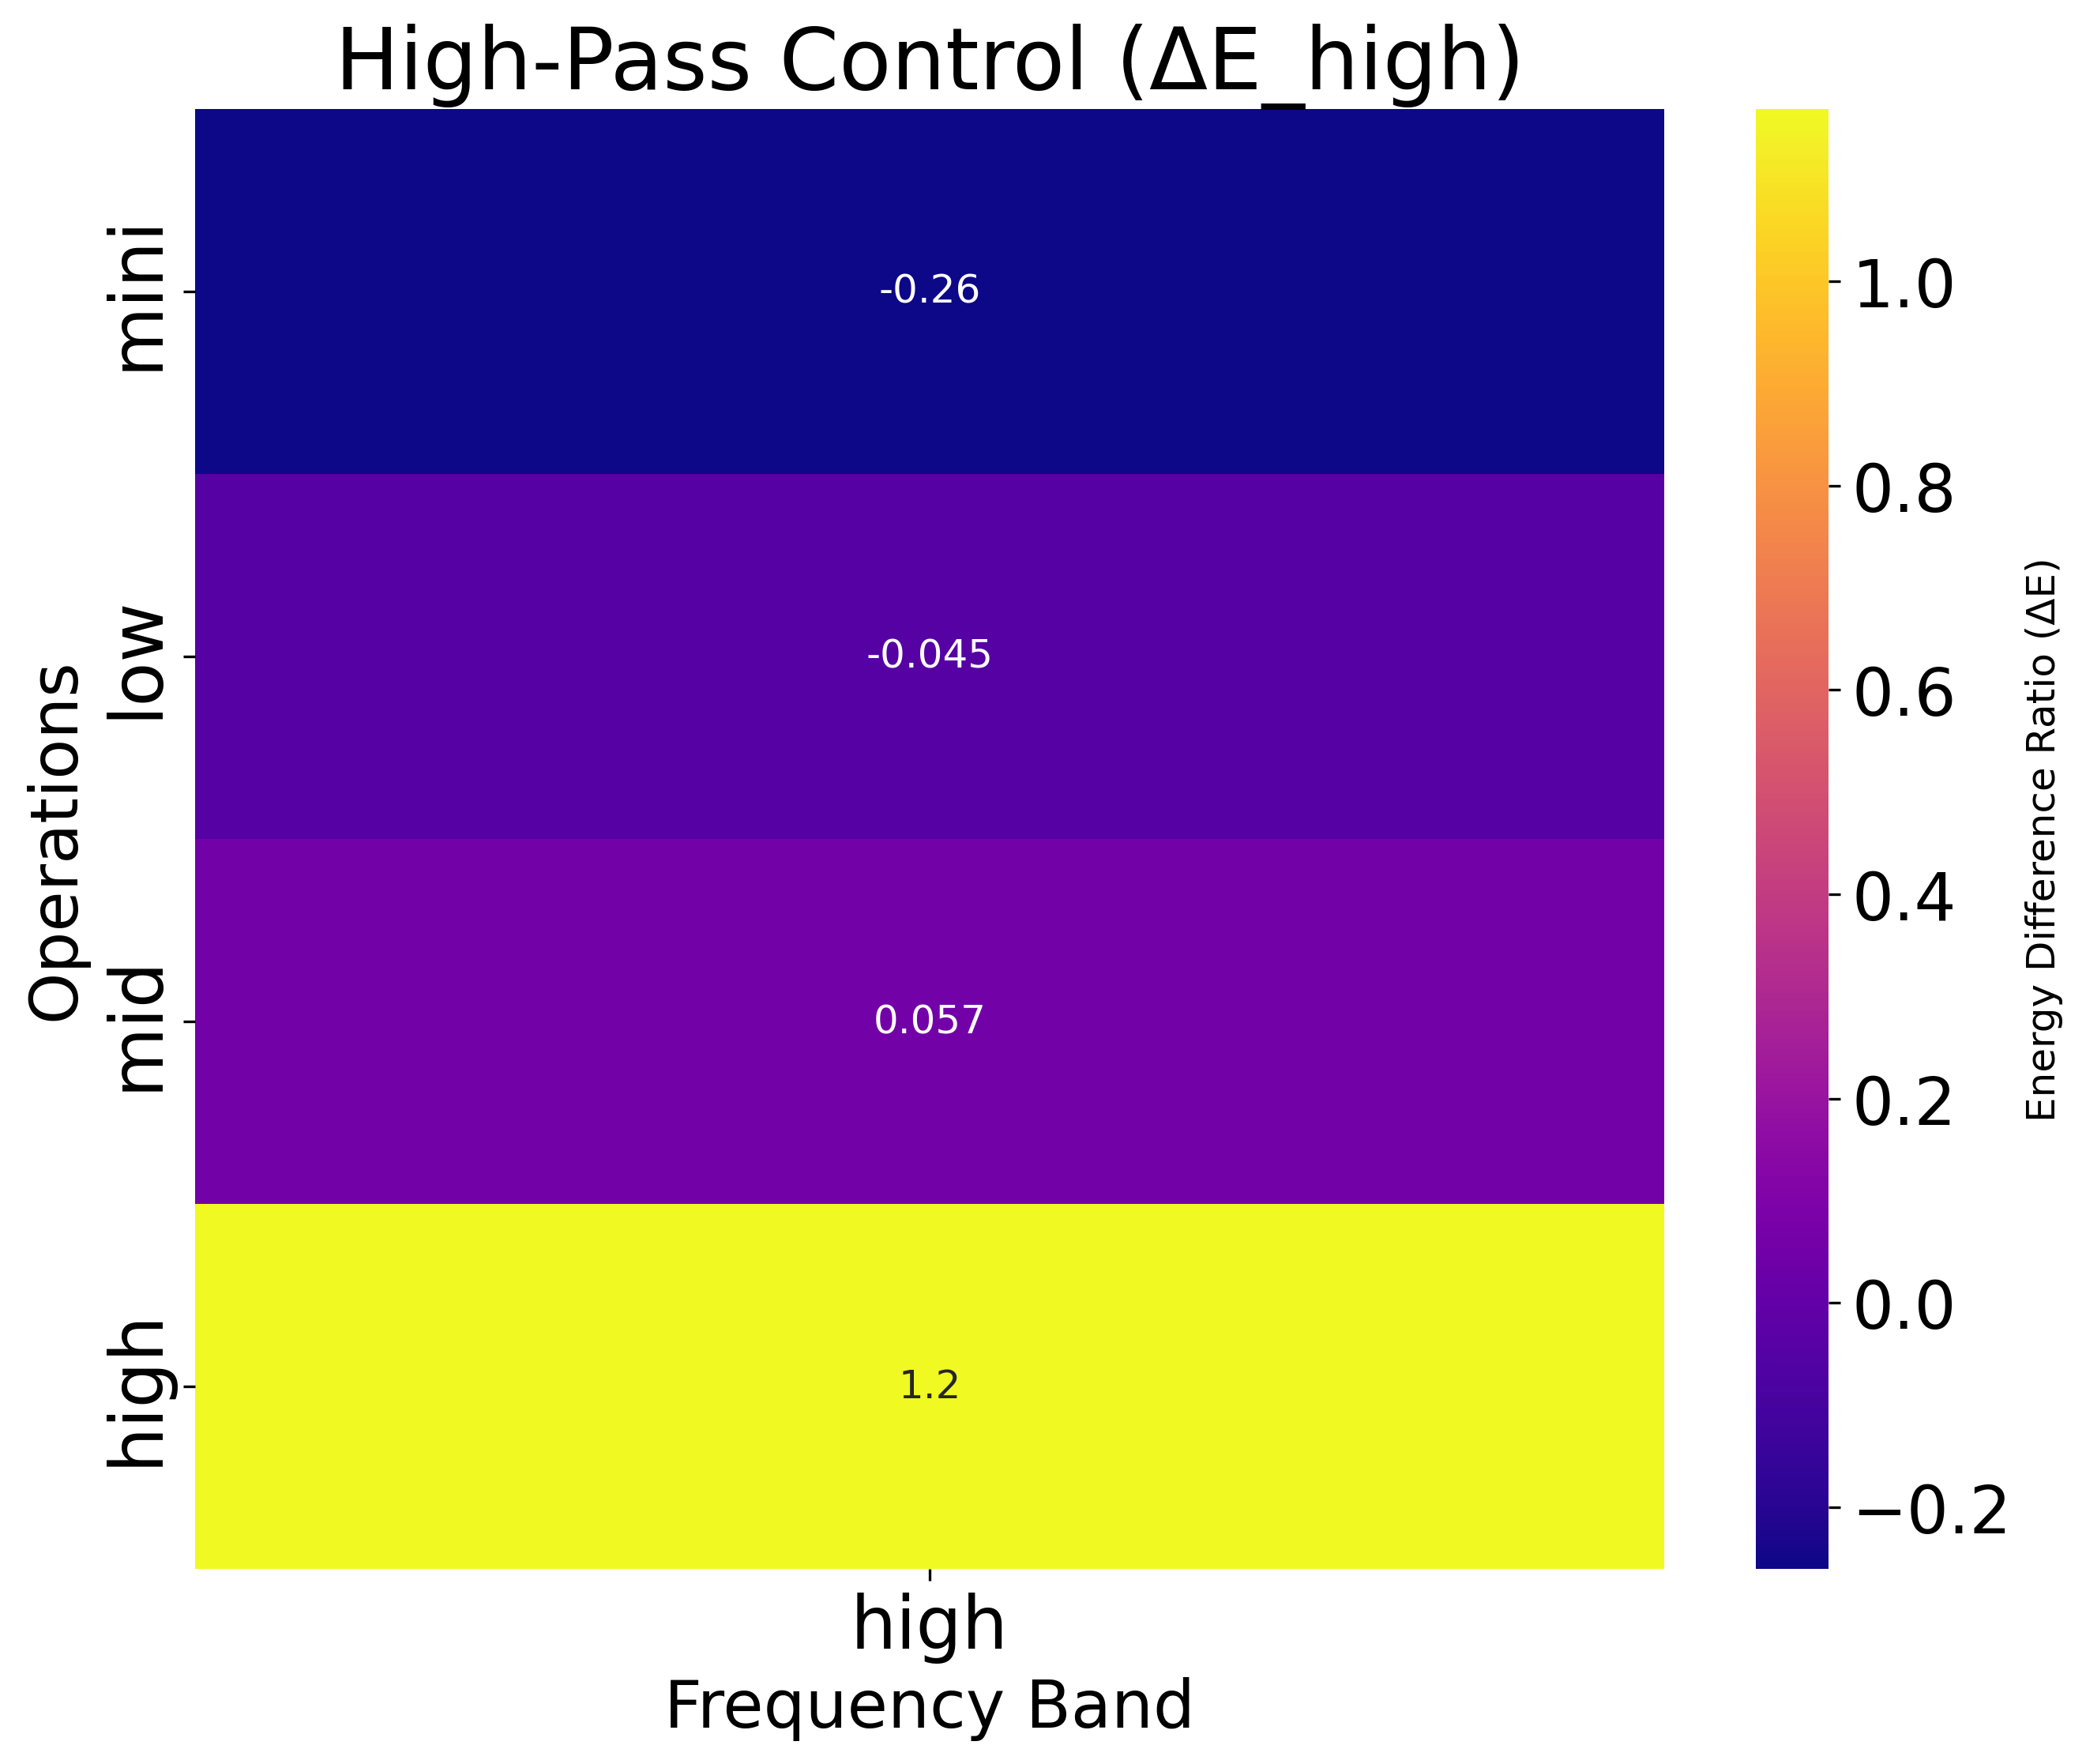 High-Pass Control (ΔE_high)
Operations
mini
low
mid
high
-0.26
-0.045
0.057
1.2
high
Frequency Band
1.0
0.8
0.6
0.4
0.2
0.0
−0.2
Energy Difference Ratio (ΔE)